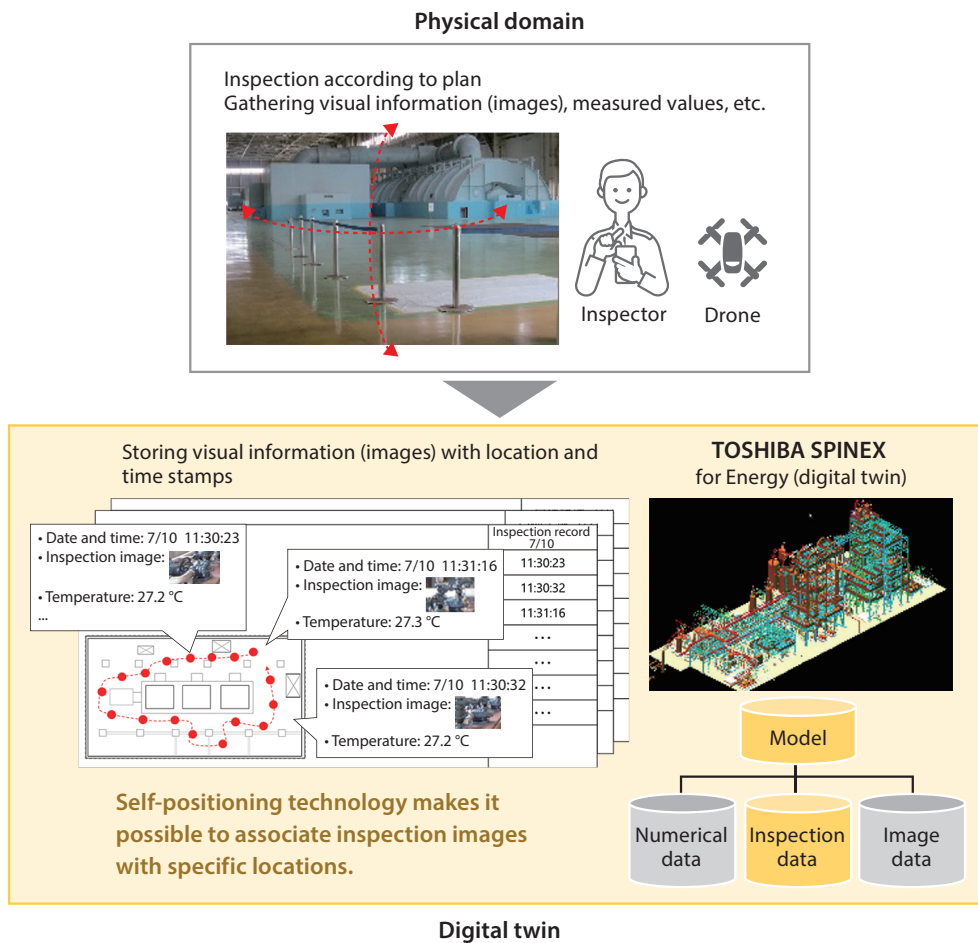 Physical domain
Inspection according to plan
Gathering visual information (images), measured values, etc.
Inspector
Drone
Storing visual information (images) with location and
time stamps
• Date and time: 7/10 11:30:23
• Inspection image:
• Temperature: 27.2 °C
...
• Date and time: 7/10 11:31:16
• Inspection image:
• Temperature: 27.3 °C
• Date and time: 7/10 11:30:32
• Inspection image:
• Temperature: 27.2 °C
Inspection record
7/10
11:30:23
11:30:32
11:31:16
...
...
...
...
Self-positioning technology makes it
possible to associate inspection images
with specific locations.
TOSHIBA SPINEX
for Energy (digital twin)
Model
Numerical
data
Inspection
data
Image
data
Digital twin